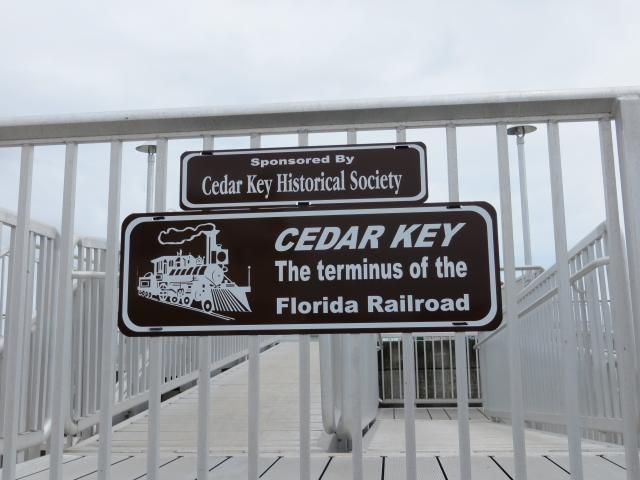 Sponsored By
Cedar Key Historical Society
CEDAR KEY
The terminus of the
Florida Railroad